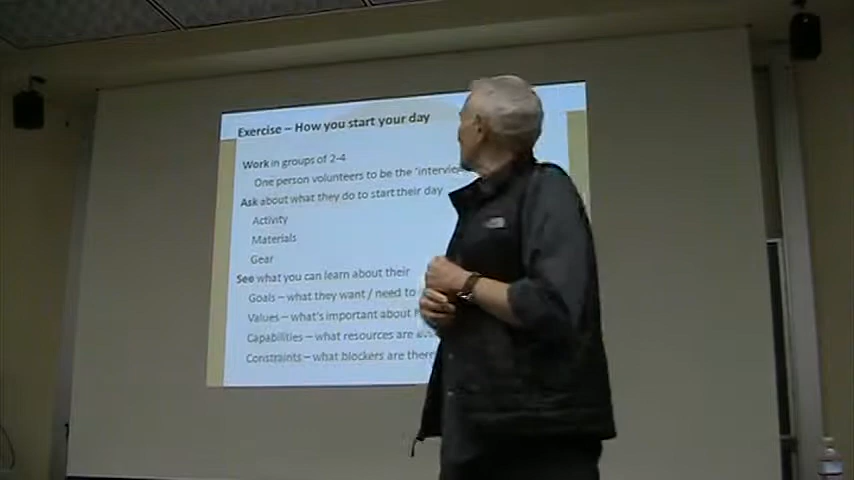 Exercise – How you start your day
Work in groups of 2-4
One person volunteers to be the 'interview
Ask about what they do to start their day
Activity
Materials
Gear
See what you can learn about their
Goals – what they want / need to
Values – what's important about
Capabilities – what resources are
Constraints – what blockers are there